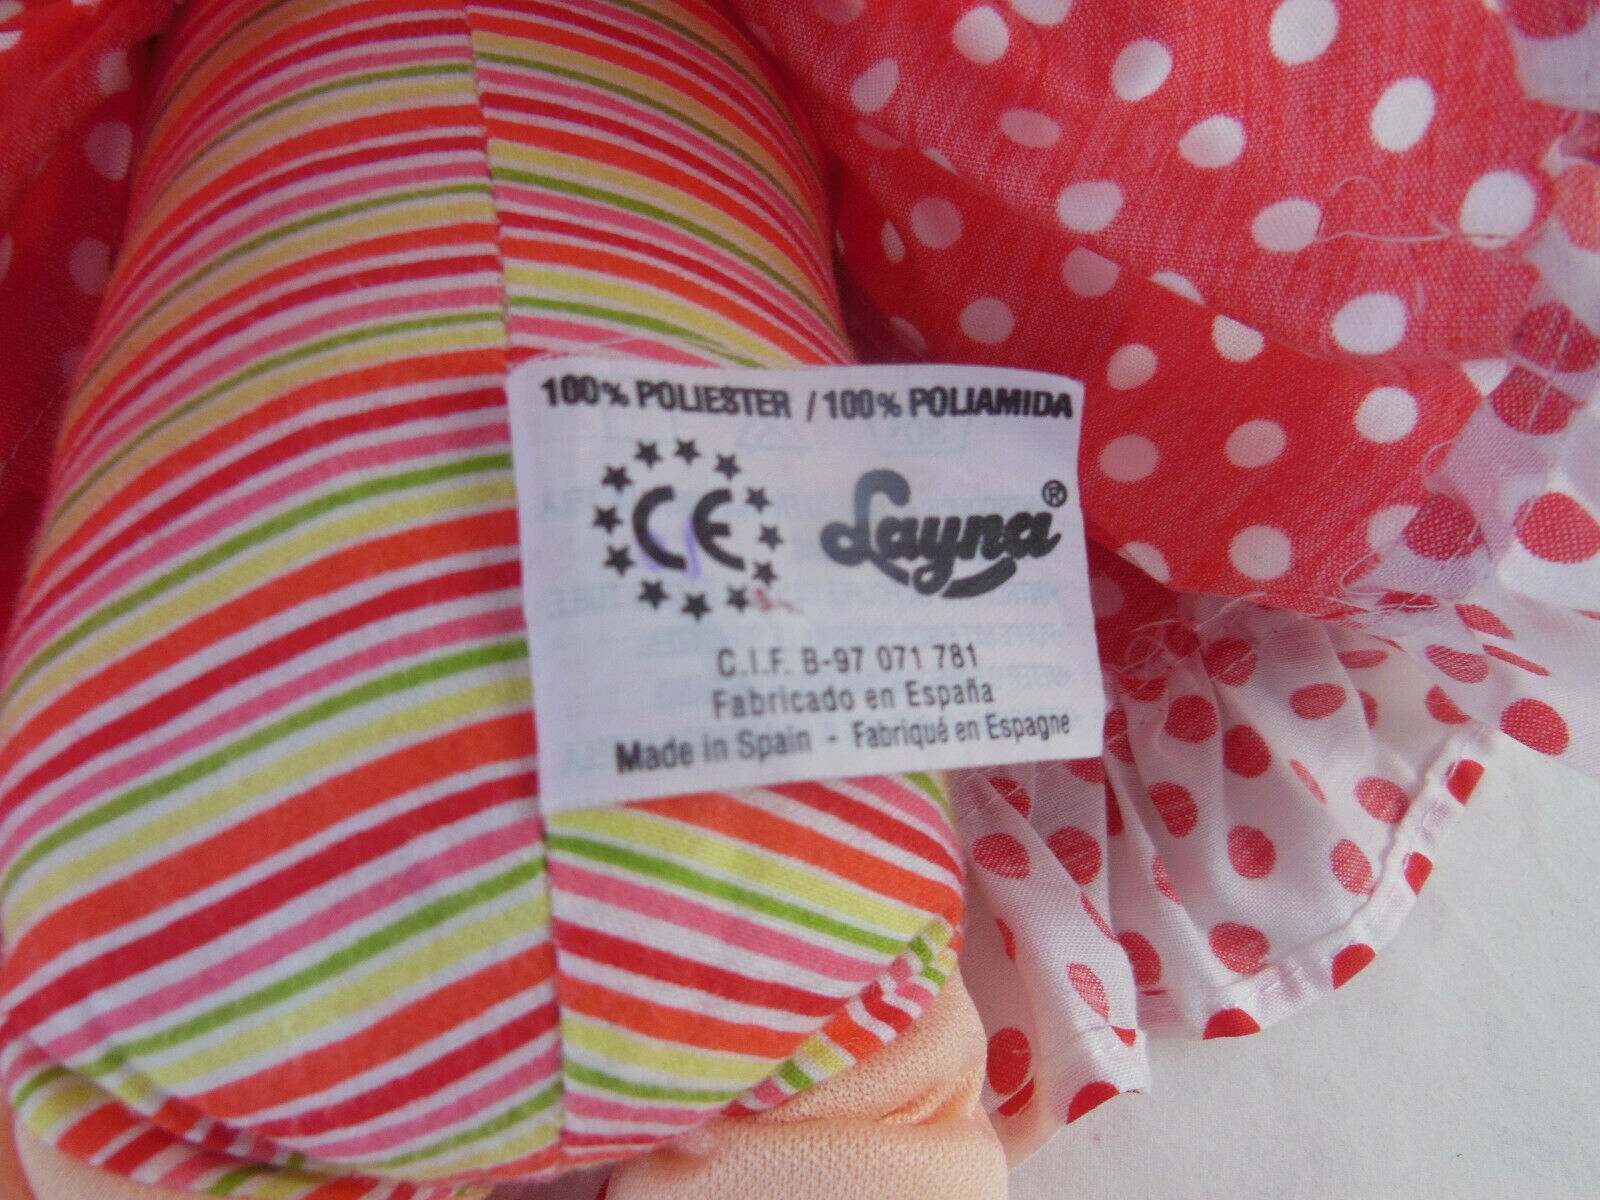 100% POLIESTER / 100% POLIAMIDA
CE Layna®
C.I.F. B-97 071 781
Fabricado en España
Made in Spain - Fabriqué en Espagne